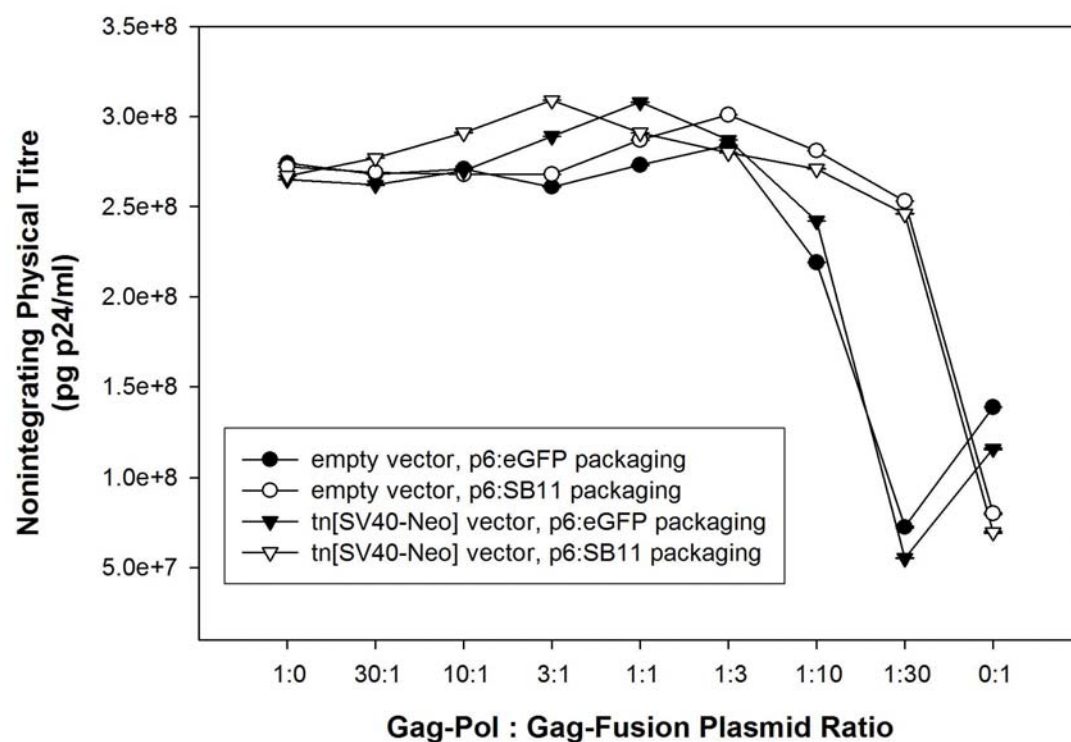 3.5e+8
3.0e+8
2.5e+8
2.0e+8
1.5e+8
1.0e+8
5.0e+7
Nonintegrating Physical Titre
(pg p24/ml)
empty vector, p6:eGFP packaging
empty vector, p6:SB11 packaging
tn[SV40-Neo] vector, p6:eGFP packaging
tn[SV40-Neo] vector, p6:SB11 packaging
1:0 30:1 10:1 3:1 1:1 1:3 1:10 1:30 0:1
Gag-Pol : Gag-Fusion Plasmid Ratio